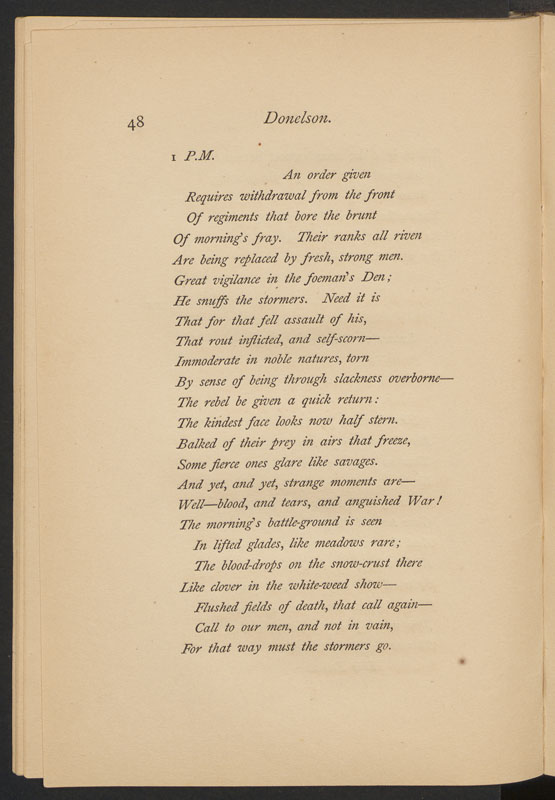 48 Donelson.
1 P.M.
An order given
Requires withdrawal from the front
Of regiments that bore the brunt
Of morning's fray. Their ranks all riven
Are being replaced by fresh, strong men.
Great vigilance in the foeman's Den;
He snuffs the stormers. Need it is
That for that fell assault of his,
That rout inflicted, and self-scorn—
Immoderate in noble natures, torn
By sense of being through slackness overborne—
The rebel be given a quick return:
The kindest face looks now half stern.
Balked of their prey in airs that freeze,
Some fierce ones glare like savages.
And yet, and yet, strange moments are—
Well—blood, and tears, and anguished War!
The morning's battle-ground is seen
In lifted glades, like meadows rare;
The blood-drops on the snow-crust there
Like clover in the white-weed show—
Flushed fields of death, that call again—
Call to our men, and not in vain,
For that way must the stormers go.